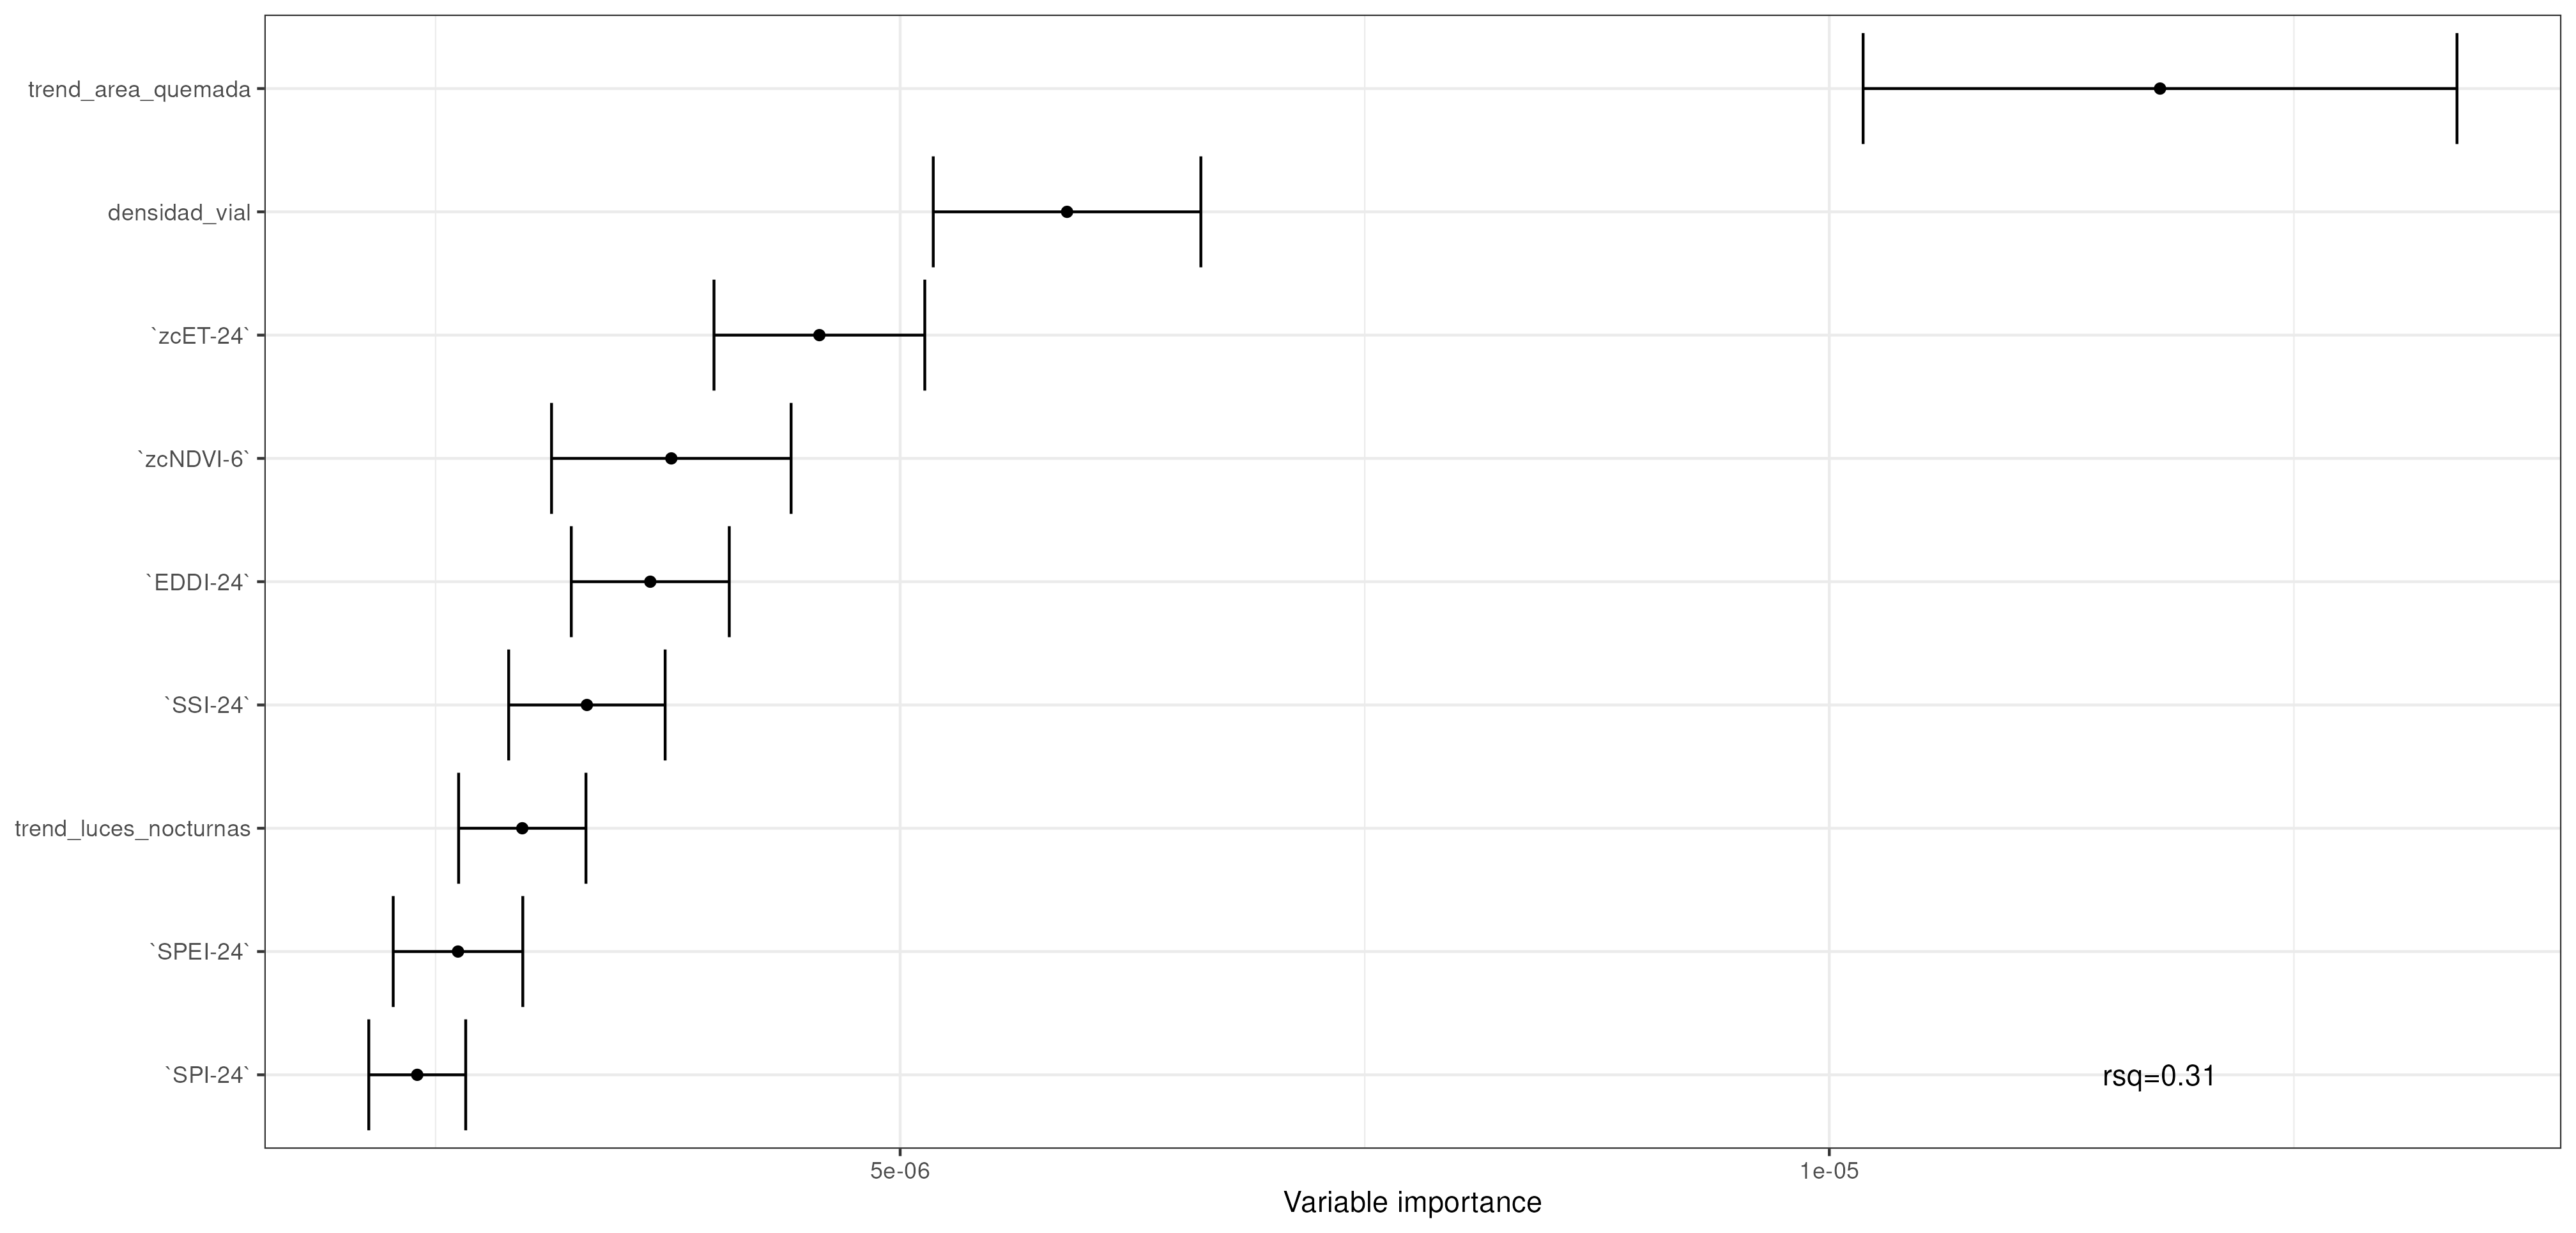 trend_area_quemada
densidad_vial
`zcET-24`
`zcNDVI-6`
`EDDI-24`
`SSI-24`
trend_luces_nocturnas
`SPEI-24`
`SPI-24`
rsq=0.31
5e-06
1e-05
Variable importance